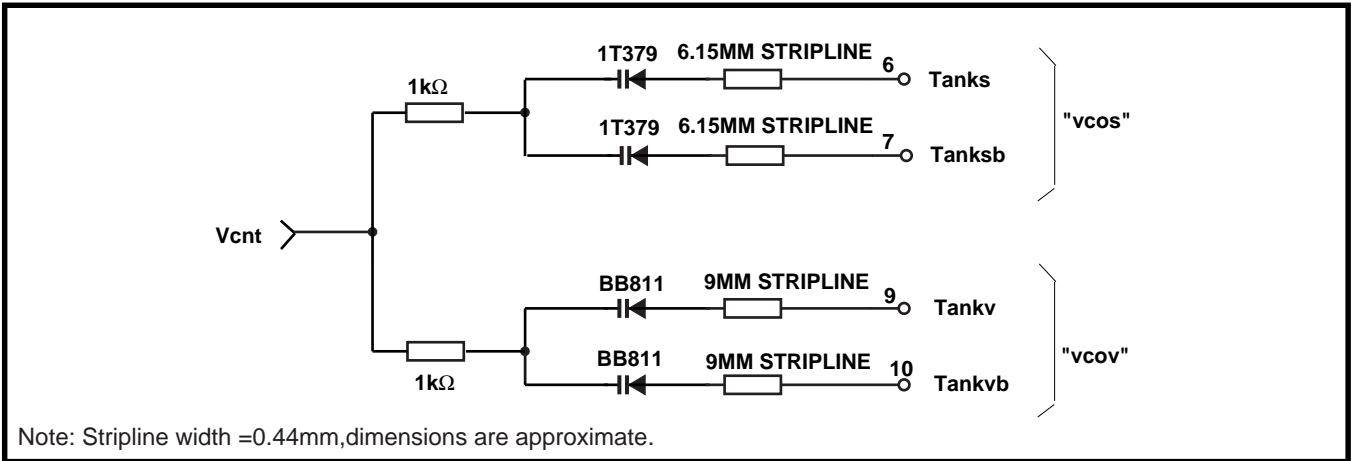 1T379 6.15MM STRIPLINE
6
Tanks
1kΩ
1T379 6.15MM STRIPLINE
7
Tanksb
"vcos"
Vcnt
BB811 9MM STRIPLINE
9
Tankv
BB811 9MM STRIPLINE
10
Tankvb
"vcov"
1kΩ
Note: Stripline width =0.44mm,dimensions are approximate.